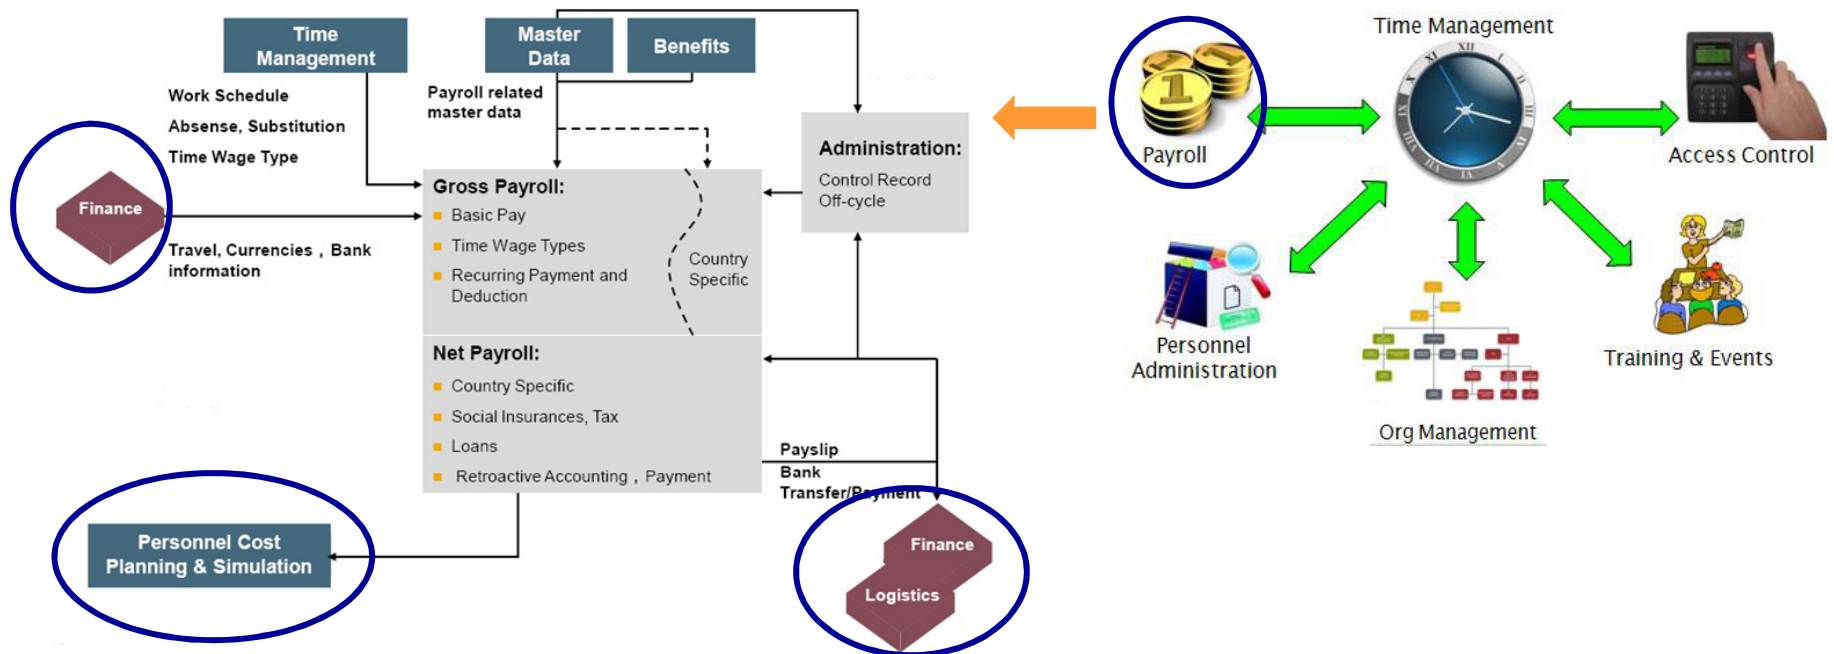 Time
Management
Master
Data
Benefits
Work Schedule
Absense, Substitution
Time Wage Type
Payroll related
master data
Finance
Travel, Currencies , Bank
information
Gross Payroll:
Basic Pay
Time Wage Types
Recurring Payment and
Deduction
Country
Specific
Administration:
Control Record
Off-cycle
Net Payroll:
Country Specific
Social Insurances, Tax
Loans
Retroactive Accounting , Payment
Payslip
Bank
Transfer/Payment
Personnel Cost
Planning & Simulation
Finance
Logistics
Payroll
Time Management
Access Control
Personnel
Administration
Org Management
Training & Events